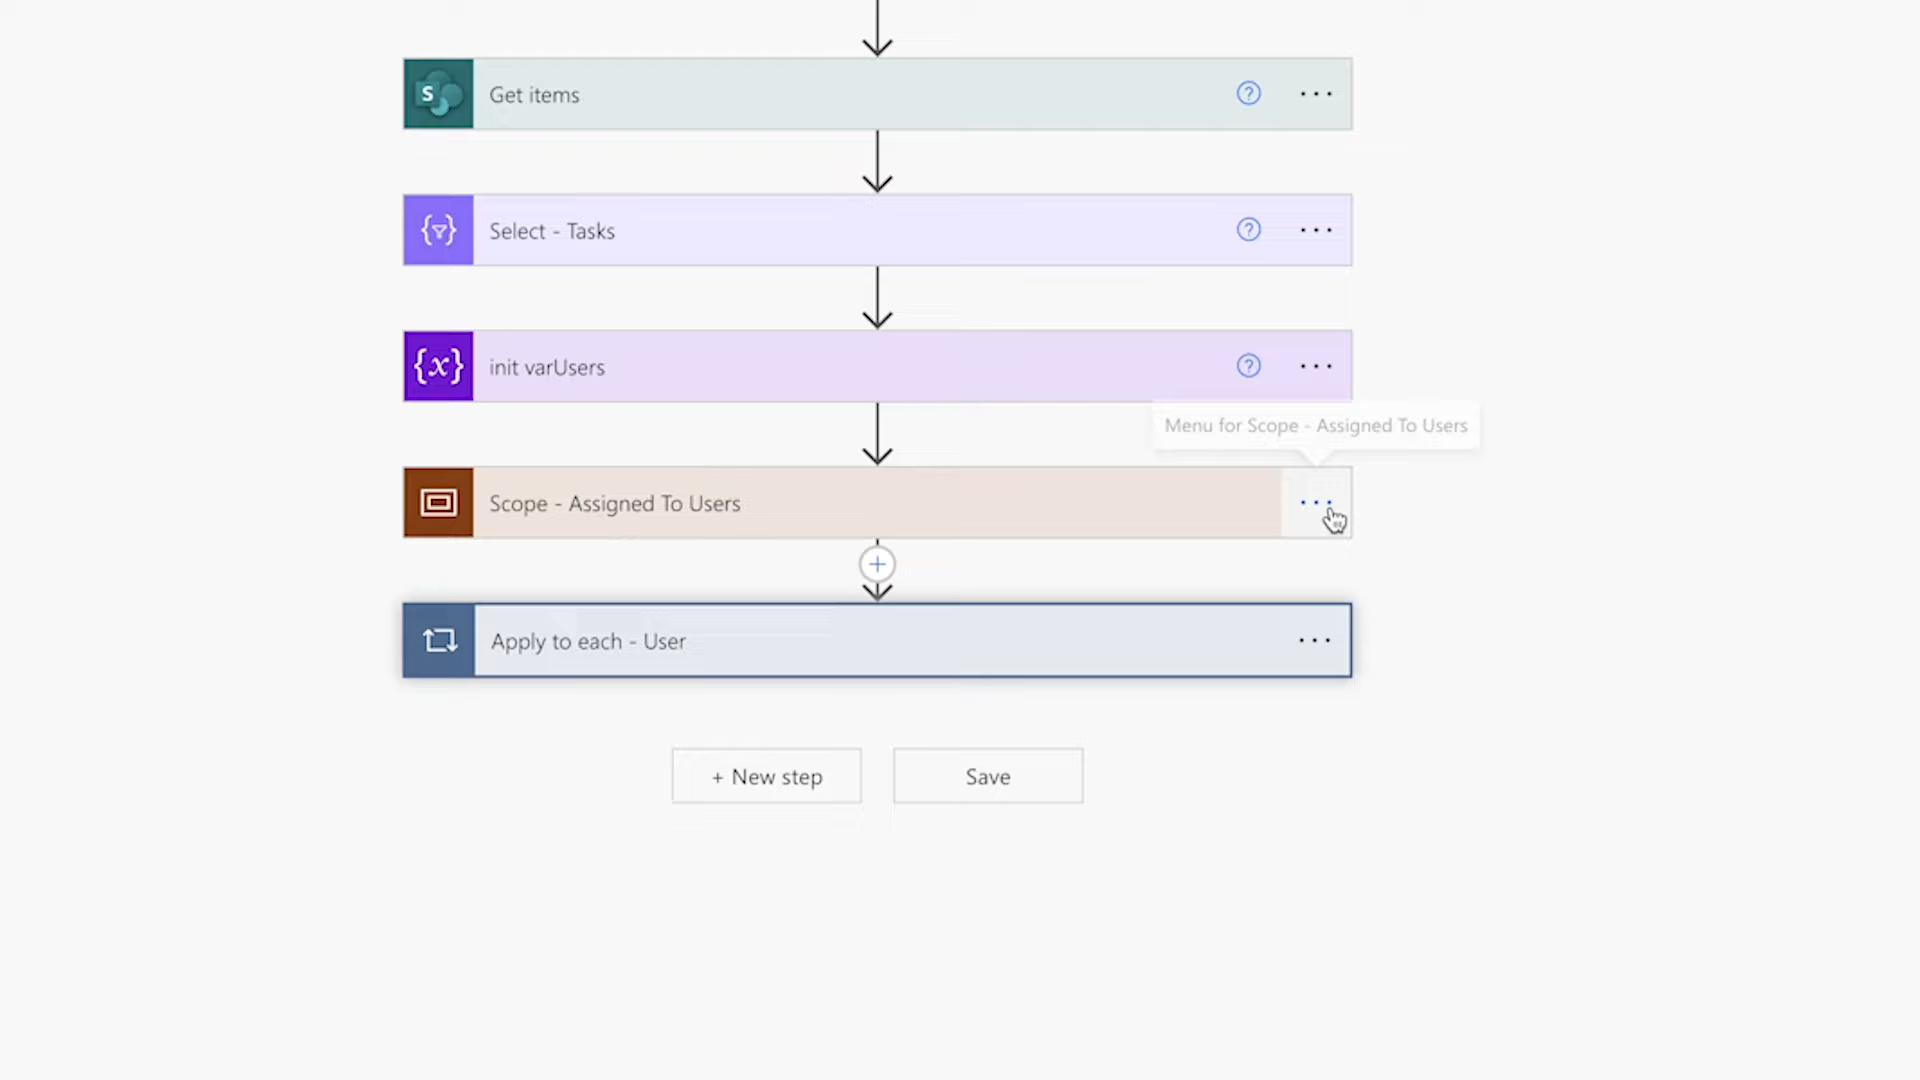 S
Get items
Select - Tasks
{x}
init varUsers
Menu for Scope - Assigned To Users
Scope - Assigned To Users
Apply to each - User
+ New step
Save